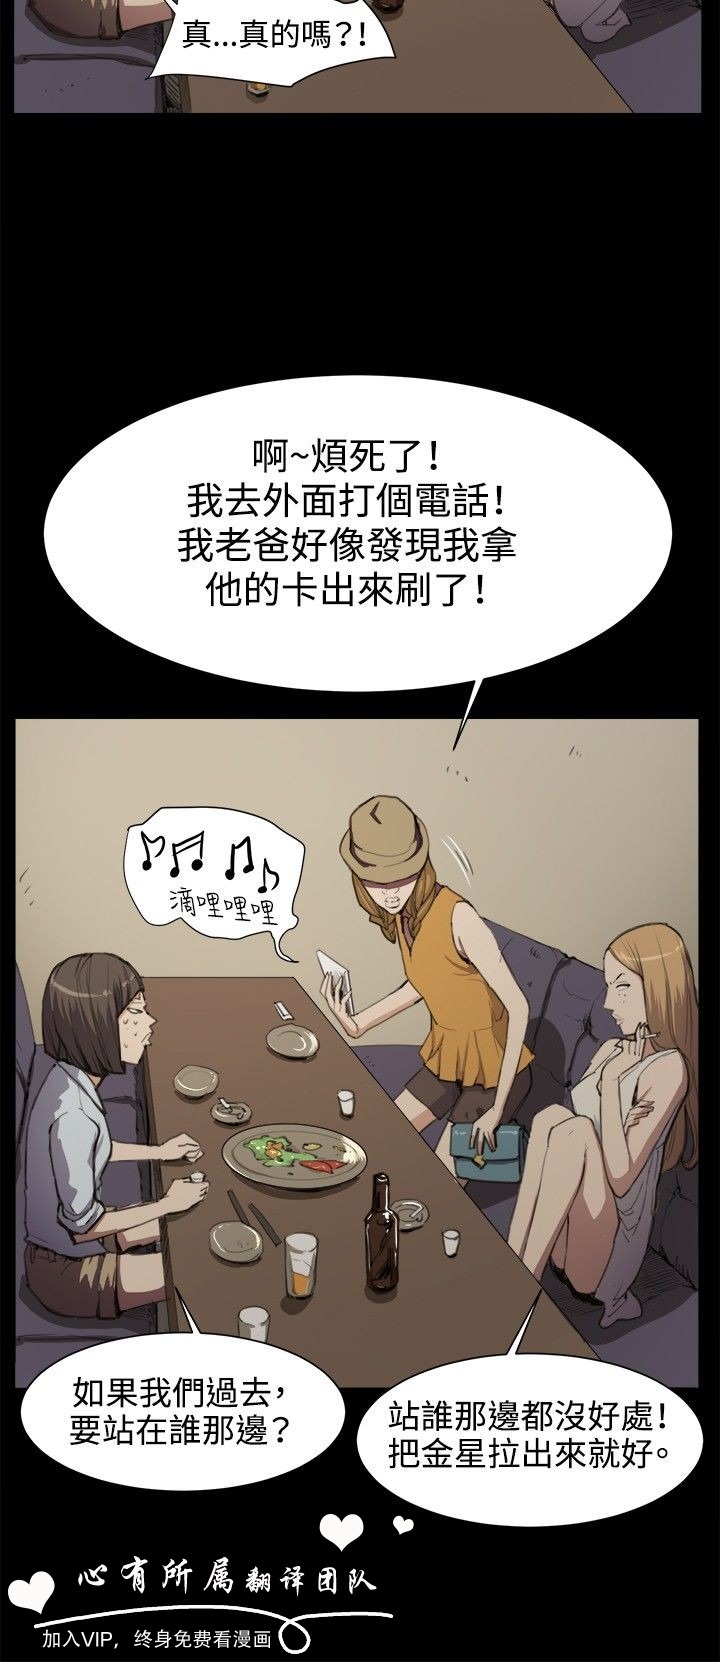 真...真的嗎?!
啊~煩死了!
我去外面打個電話!
我老爸好像發現我拿
他的卡出來刷了!
滴哩哩哩
如果我們過去，
要站在誰那邊？
站誰那邊都沒好處!
把金星拉出來就好。
心有所属翻译团队
加入VIP，终身免费看漫画